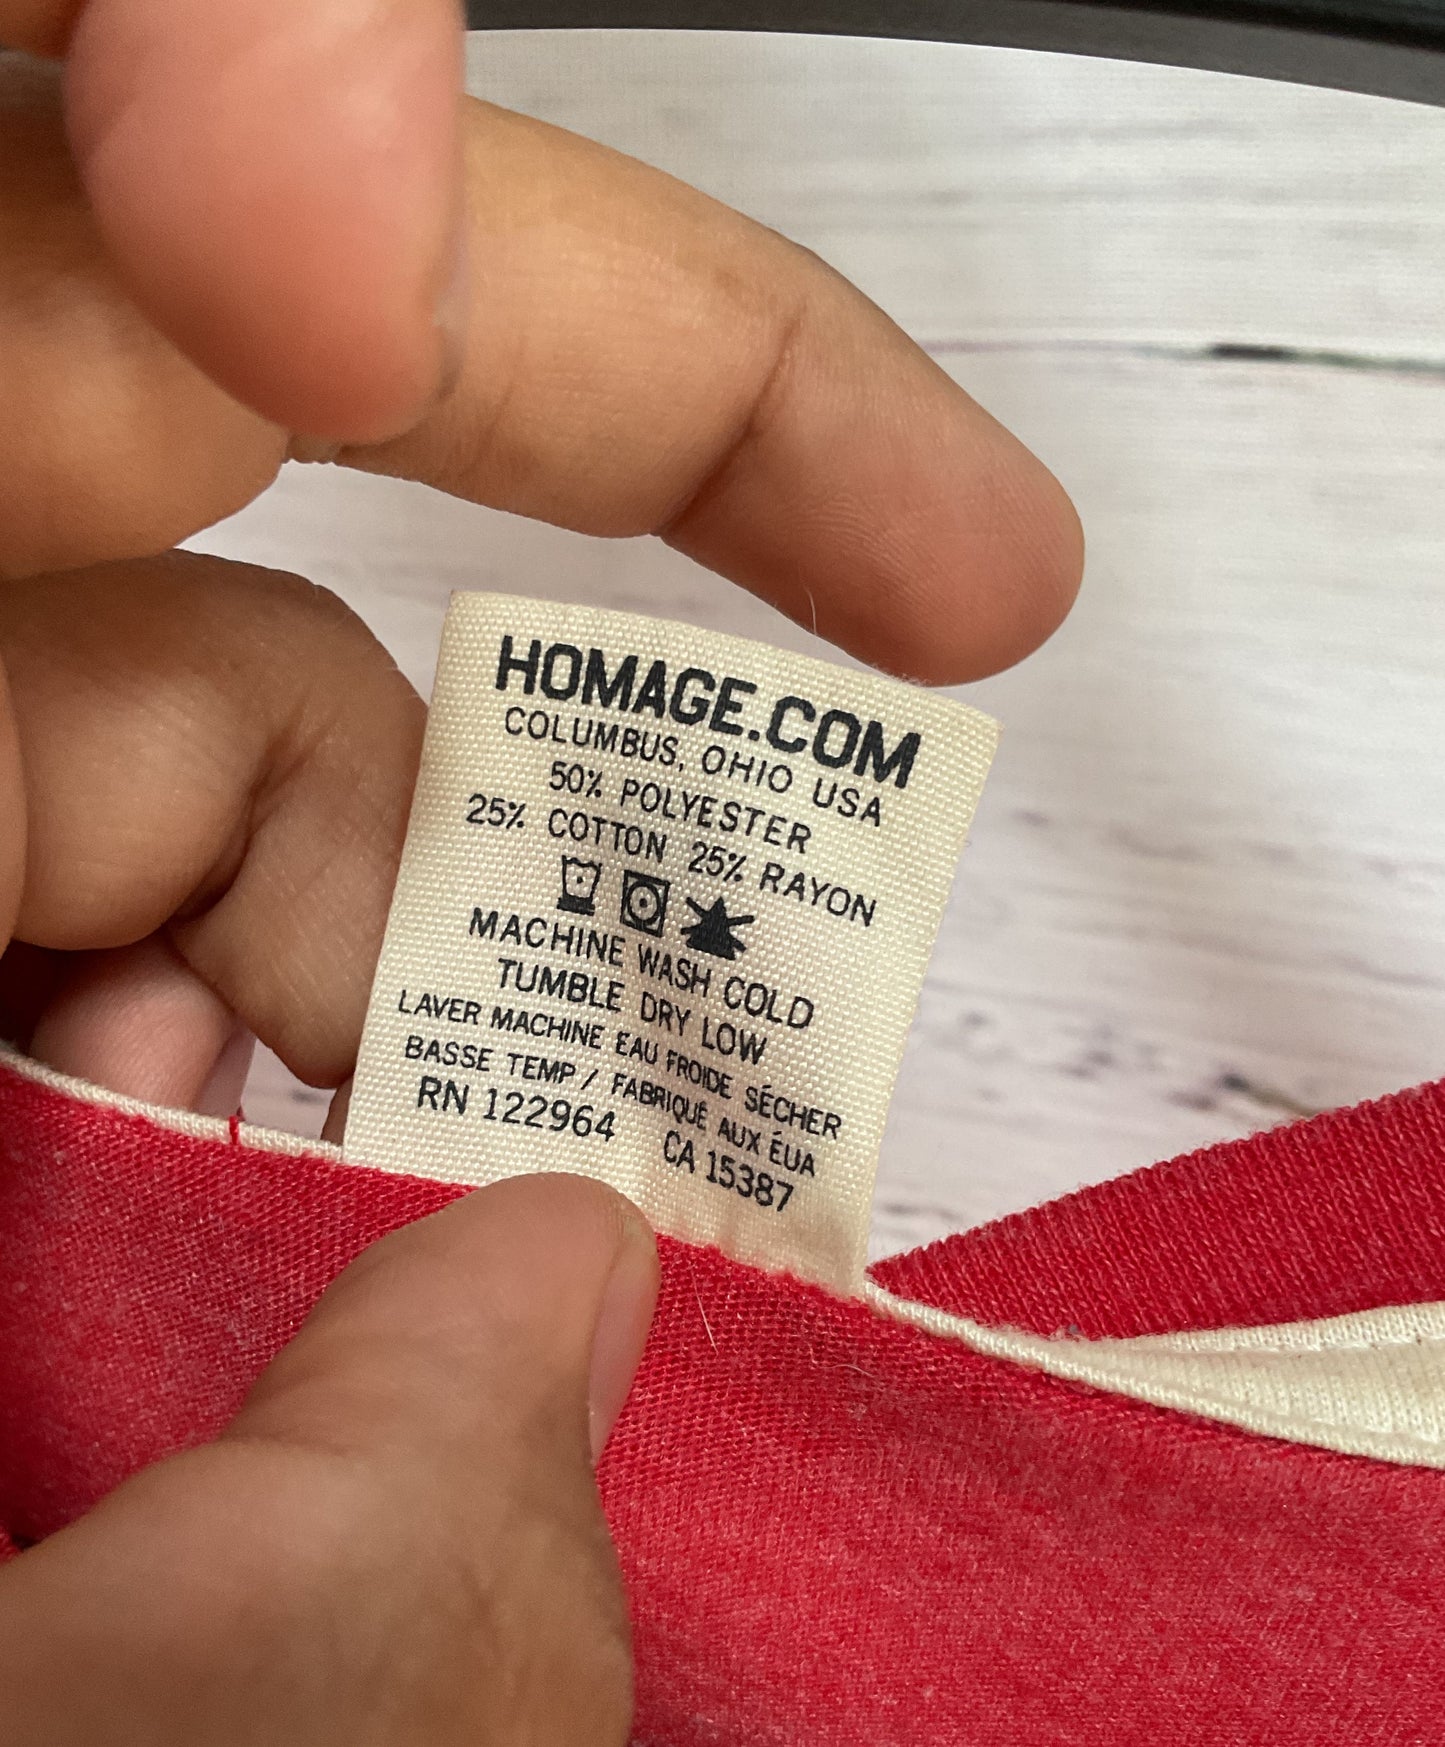 HOMAGE.COM
COLUMBUS, OHIO USA
50% POLYESTER
25% COTTON 25% RAYON
MACHINE WASH COLD
TUMBLE DRY LOW
LAVER MACHINE EAU FROIDE SÉCHER
BASSE TEMP / FABRIQUÉ AUX ÉUA
RN 122964 CA 15387